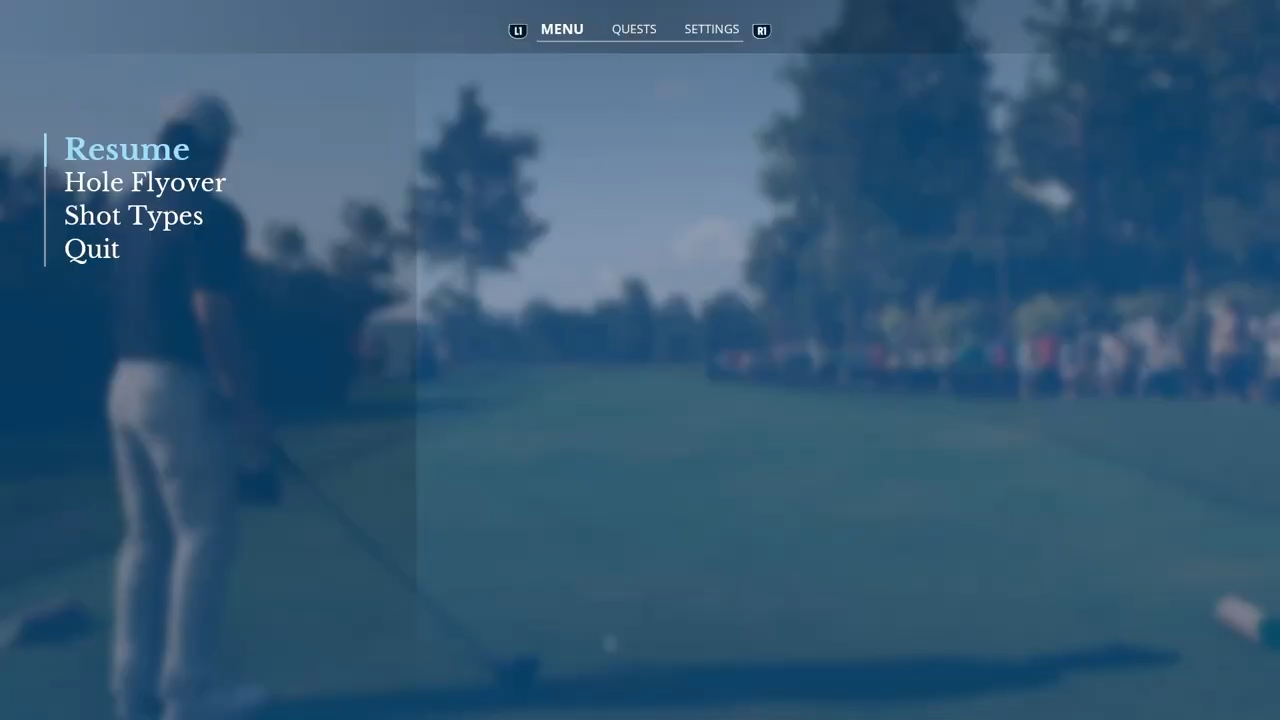 L1 MENU QUESTS SETTINGS R1
Resume
Hole Flyover
Shot Types
Quit